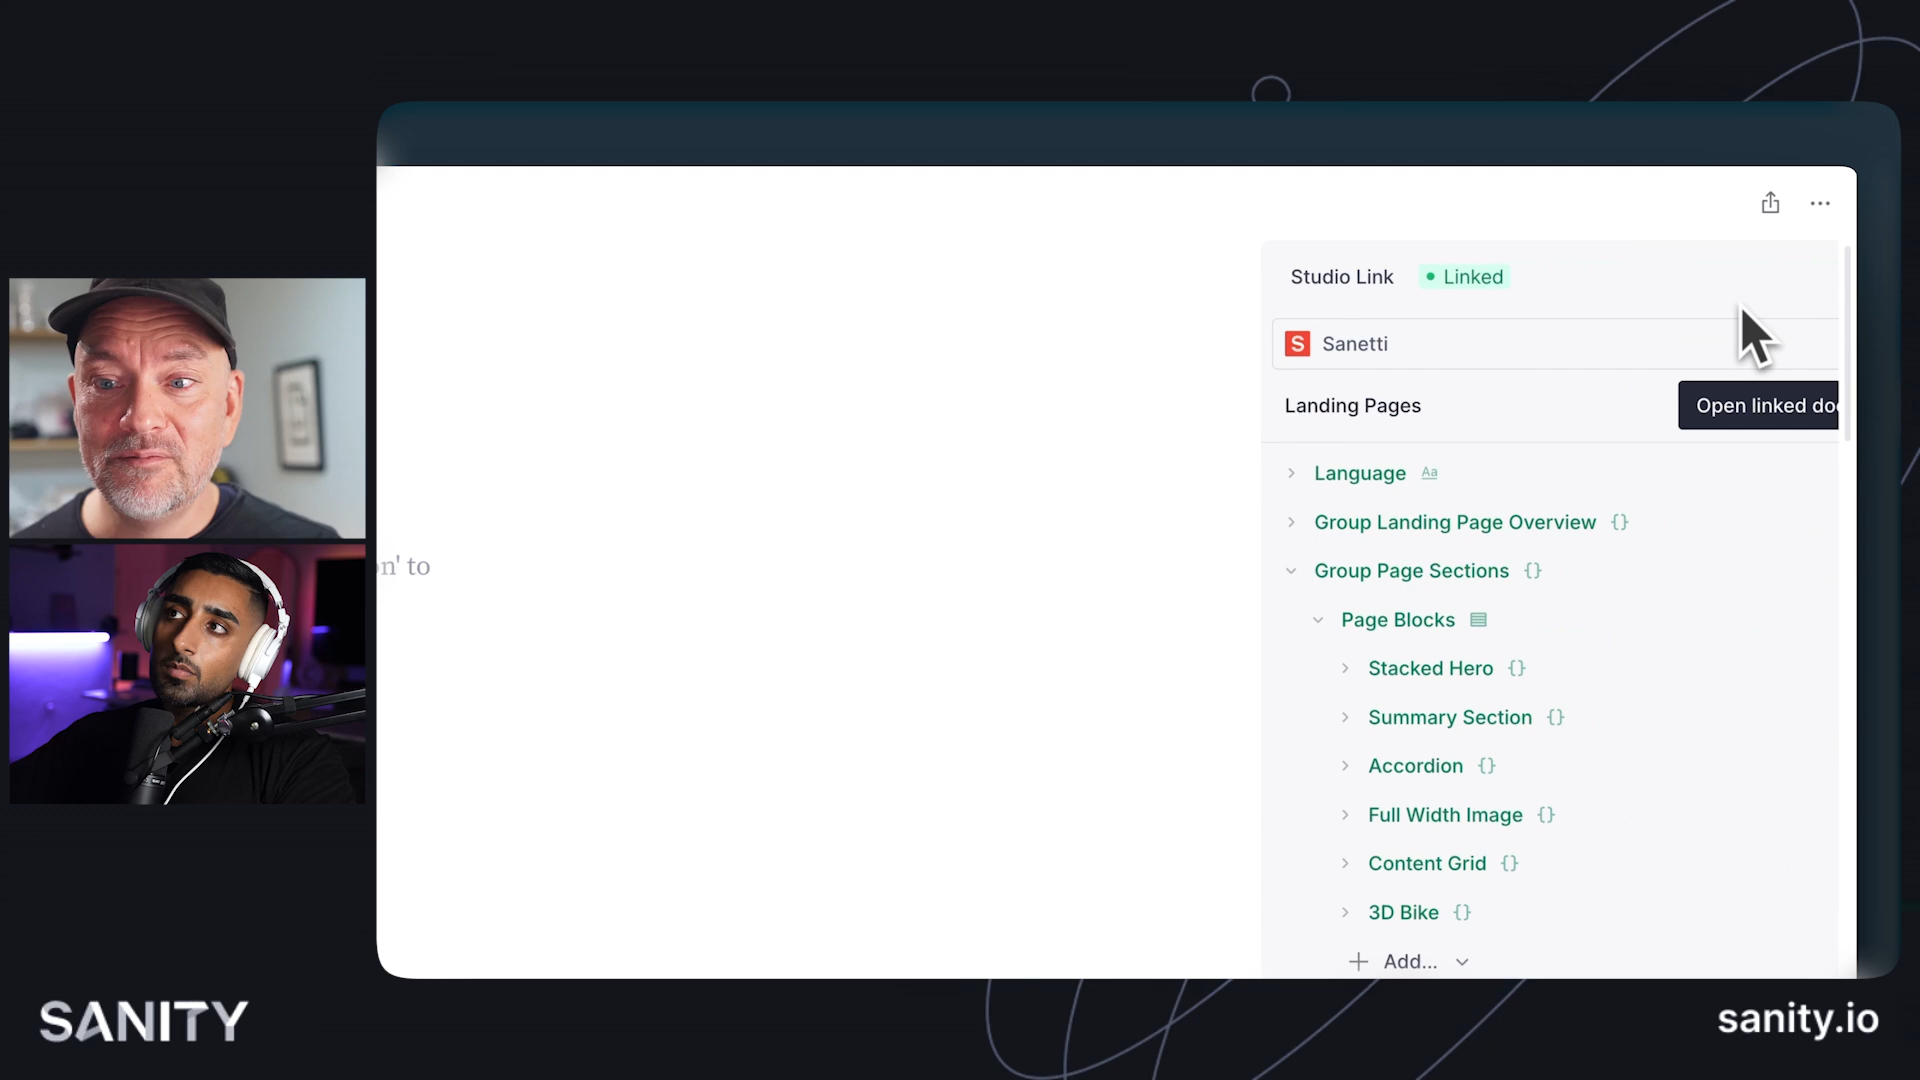 Studio Link
Linked
S Sanetti
Landing Pages
Open linked do
Language Aa
Group Landing Page Overview {}
Group Page Sections {}
n' to
Page Blocks
Stacked Hero {}
Summary Section {}
Accordion {}
Full Width Image {}
Content Grid {}
3D Bike {}
+ Add...
SANITY
sanity.io